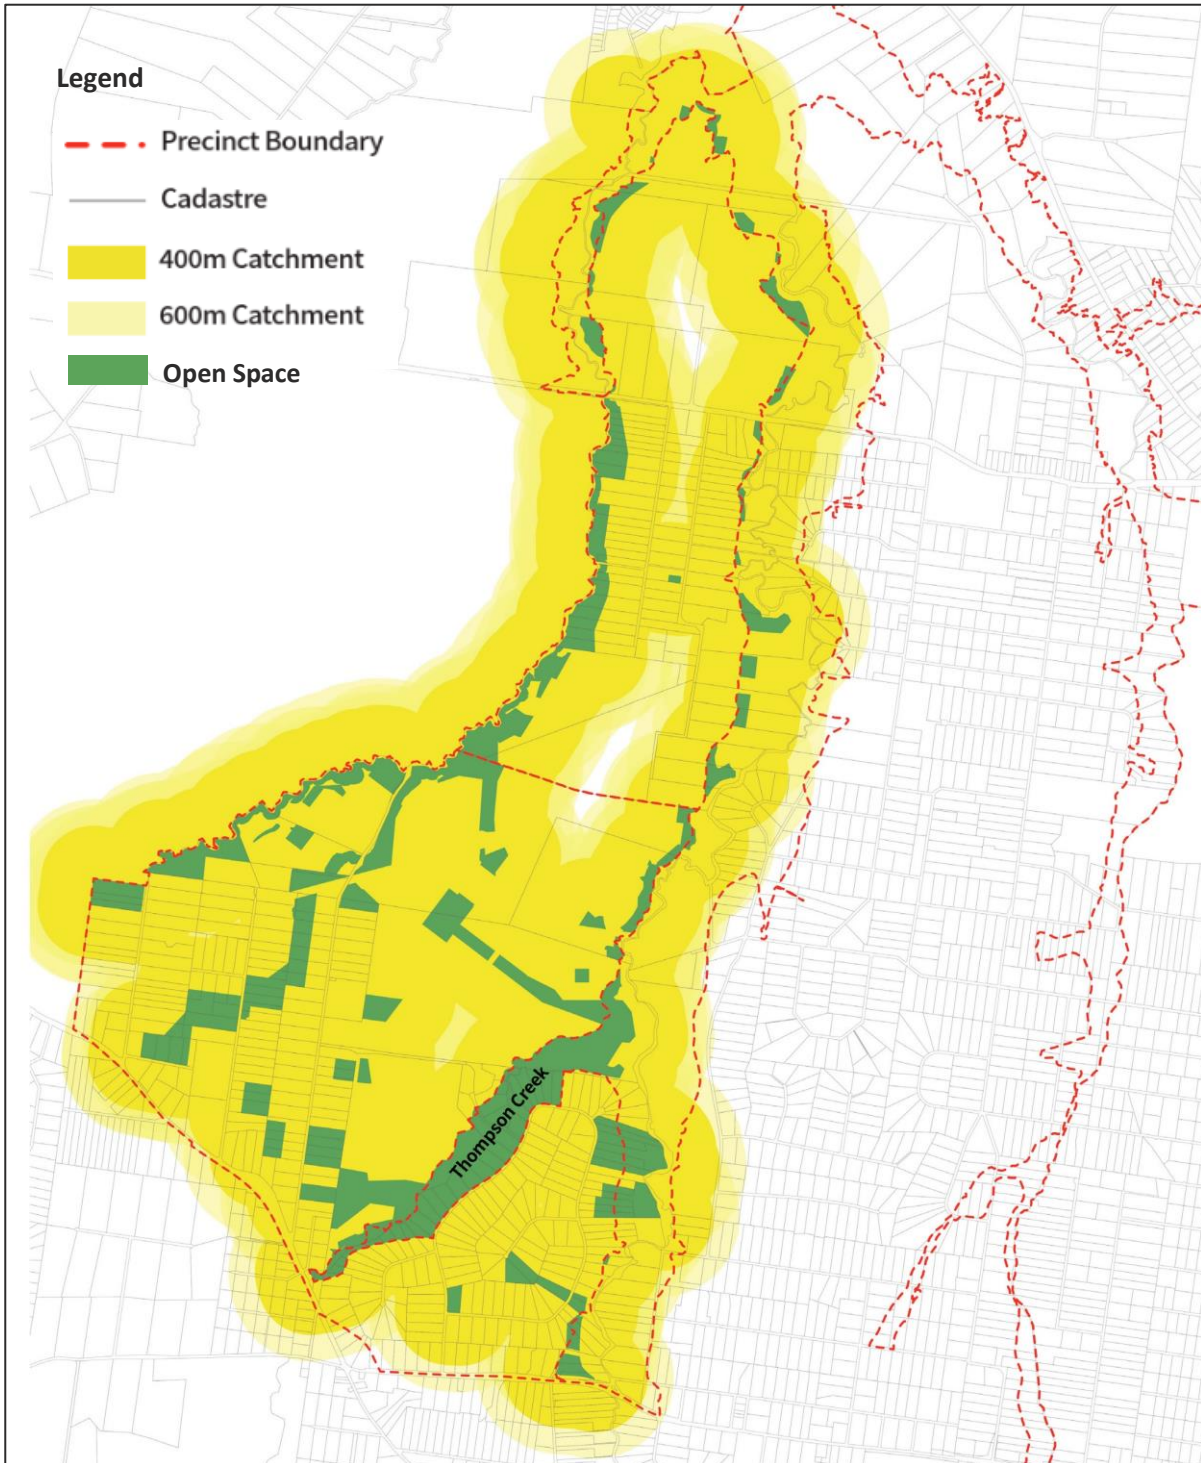 Legend
Precinct Boundary
Cadastre
400m Catchment
600m Catchment
Open Space
Thompson Creek